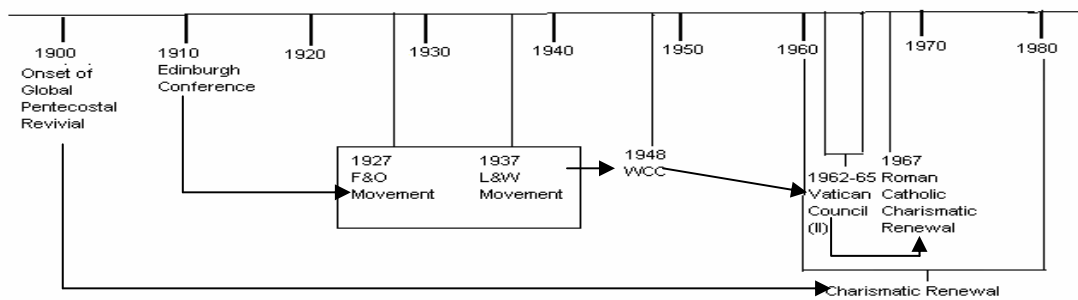 1900
Onset of
Global
Pentecostal
Revivial
1910
Edinburgh
Conference
1920
1930
1940
1950
1960
1970
1980
1927
F&O
Movement
1937
L&W
Movement
1948
WCC
1962-65
Vatican
Council
(II)
1967
Roman
Catholic
Charismatic
Renewal
Charismatic Renewal